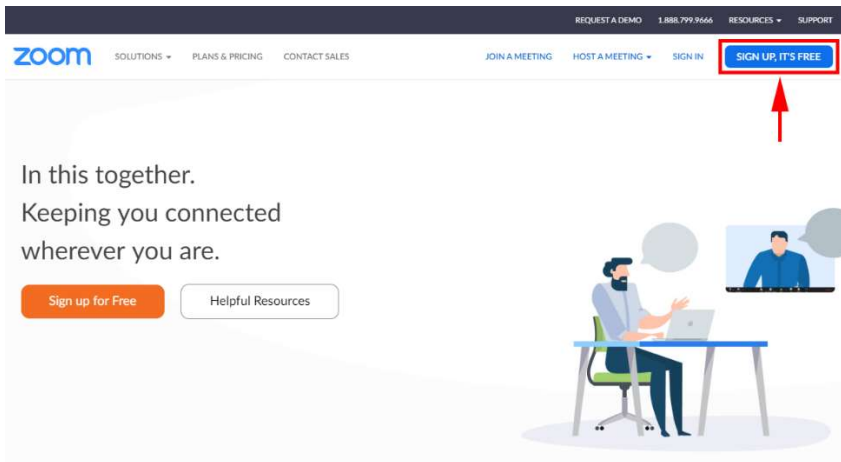 REQUEST A DEMO 1.888.799.9666 RESOURCES SUPPORT
zoom SOLUTIONS PLANS & PRICING CONTACT SALES JOIN A MEETING HOST A MEETING SIGN IN SIGN UP, IT'S FREE
In this together.
Keeping you connected
wherever you are.
Sign up for Free Helpful Resources